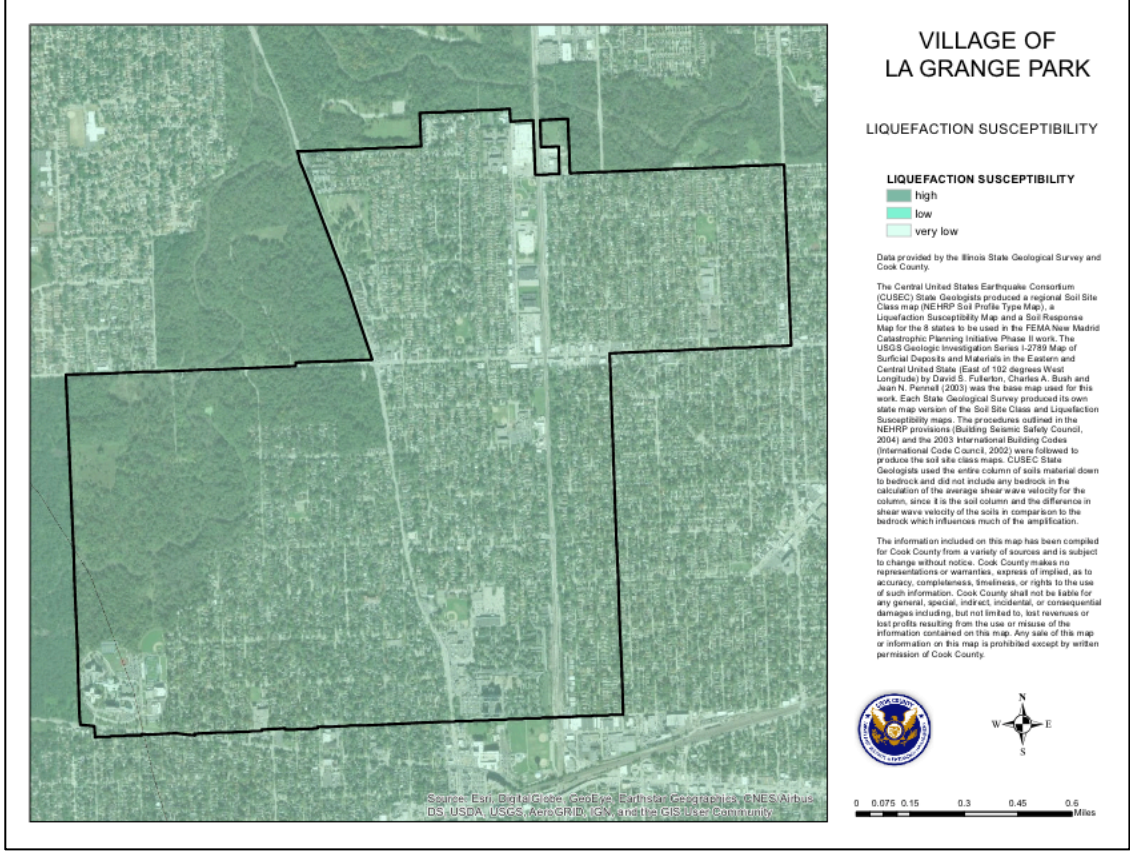 VILLAGE OF
LA GRANGE PARK
LIQUEFACTION SUSCEPTIBILITY
LIQUEFACTION SUSCEPTIBILITY
high
low
very low
Data provided by the Illinois State Geological Survey and
Cook County.
The Central United States Earthquake Consortium
(CUSEC) State Geologists produced a regional Soil Site
Class map (NEHRP Soil Profile Type Map), a
Liquefaction Susceptibility Map and a Soil Response
Map for the 8 states to be used in the FEMA New Madrid
Catastrophic Planning Initiative Phase II work. The
USGS Geologic Investigation Series I-2789 Map of
Surficial Deposits and Materials in the Eastern and
Central United State (East of 102 degrees West
Longitude) by David S. Fullerton, Charles A. Bush and
Jean N. Pennell (2003) was the base map used for this
work. Each State Geological Survey produced its own
state map version of the Soil Site Class and Liquefaction
Susceptibility maps. The procedures outlined in the
NEHRP provisions (Building Seismic Safety Council,
2004) and the 2003 International Building Codes
(International Code Council, 2002) were followed to
produce the soil site class maps. CUSEC State
Geologists used the entire column of soils material down
to bedrock and did not include any bedrock in the
calculation of the average shear wave velocity for the
column, since it is the soil column and the difference in
shear wave velocity of the soils in comparison to the
bedrock which influences much of the amplification.
The information included on this map has been compiled
for Cook County from a variety of sources and is subject
to change without notice. Cook County makes no
representations or warranties, express of implied, as to
accuracy, completeness, timeliness, or rights to the use
of such information. Cook County shall not be liable for
any general, special, indirect, incidental, or consequential
damages including, but not limited to, lost revenues or
lost profits resulting from the use or misuse of the
information contained on this map. Any sale of this map
or information on this map is prohibited except by written
permission of Cook County.
N
W E
S
0 0.075 0.15 0.3 0.45 0.6
Miles
Source: Esri, DigitalGlobe, GeoEye, Earthstar Geographics, CNES/Airbus
DS, USDA, USGS, AeroGRID, IGN, and the GIS User Community